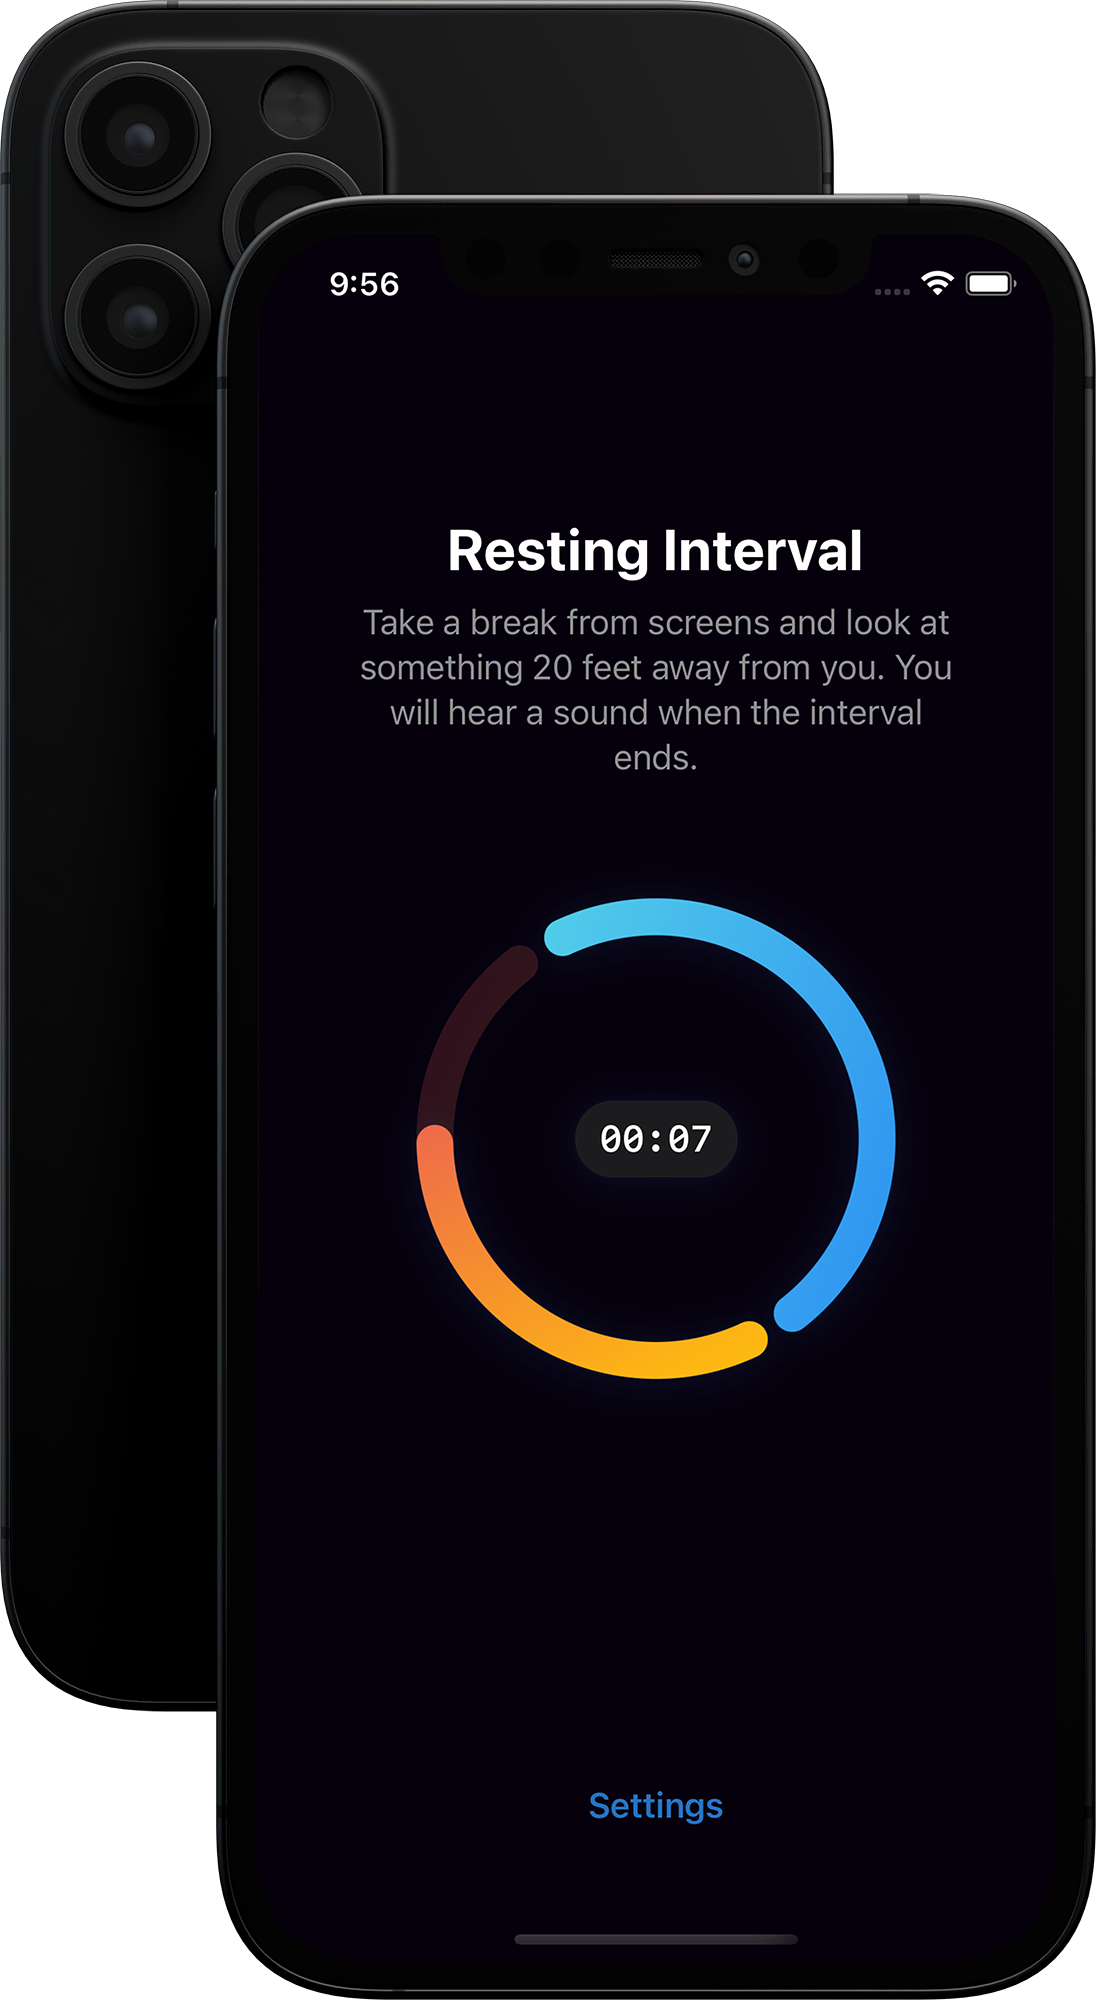 9:56
Resting Interval
Take a break from screens and look at
something 20 feet away from you. You
will hear a sound when the interval
ends.
00:07
Settings